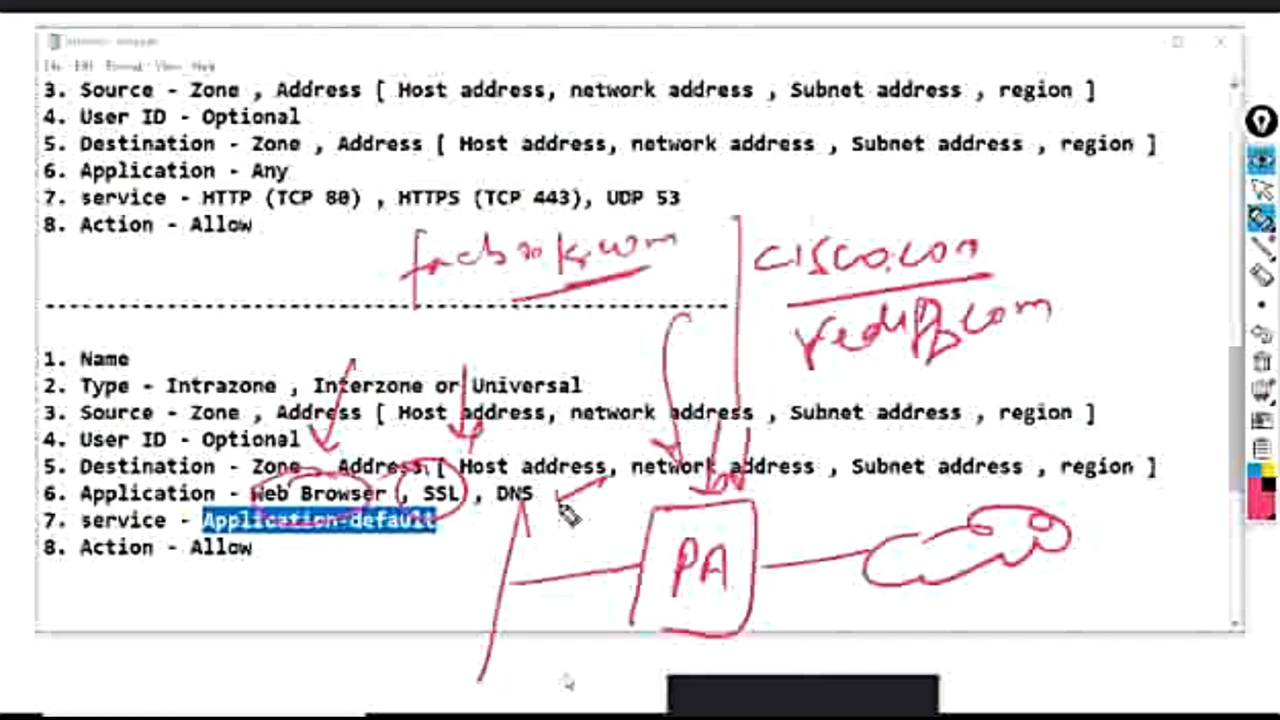 3. Source - Zone , Address [ Host address, network address , Subnet address , region ]
4. User ID - Optional
5. Destination - Zone , Address [ Host address, network address , Subnet address , region ]
6. Application - Any
7. service - HTTP (TCP 80) , HTTPS (TCP 443), UDP 53
8. Action - Allow
facbook.com
cisco.com
rediff.com
--------------------------------------------------------------------------------
1. Name
2. Type - Intrazone , Interzone or Universal
3. Source - Zone , Address [ Host address, network address , Subnet address , region ]
4. User ID - Optional
5. Destination - Zone , Address [ Host address, network address , Subnet address , region ]
6. Application - Web Browser , SSL , DNS
7. service - Application-default
8. Action - Allow
PA